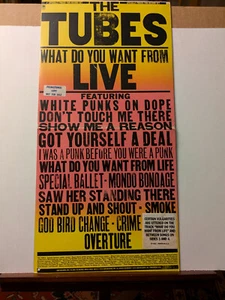 THE
TUBES
WHAT DO YOU WANT FROM
LIVE
FEATURING
WHITE PUNKS ON DOPE
DON'T TOUCH ME THERE
SHOW ME A REASON
GOT YOURSELF A DEAL
I WAS A PUNK BEFORE YOU WERE A PUNK
WHAT DO YOU WANT FROM LIFE
SPECIAL BALLET - MONDO BONDAGE
SAW HER STANDING THERE
STAND UP AND SHOUT - SMOKE
GOD BIRD CHANGE - CRIME
OVERTURE